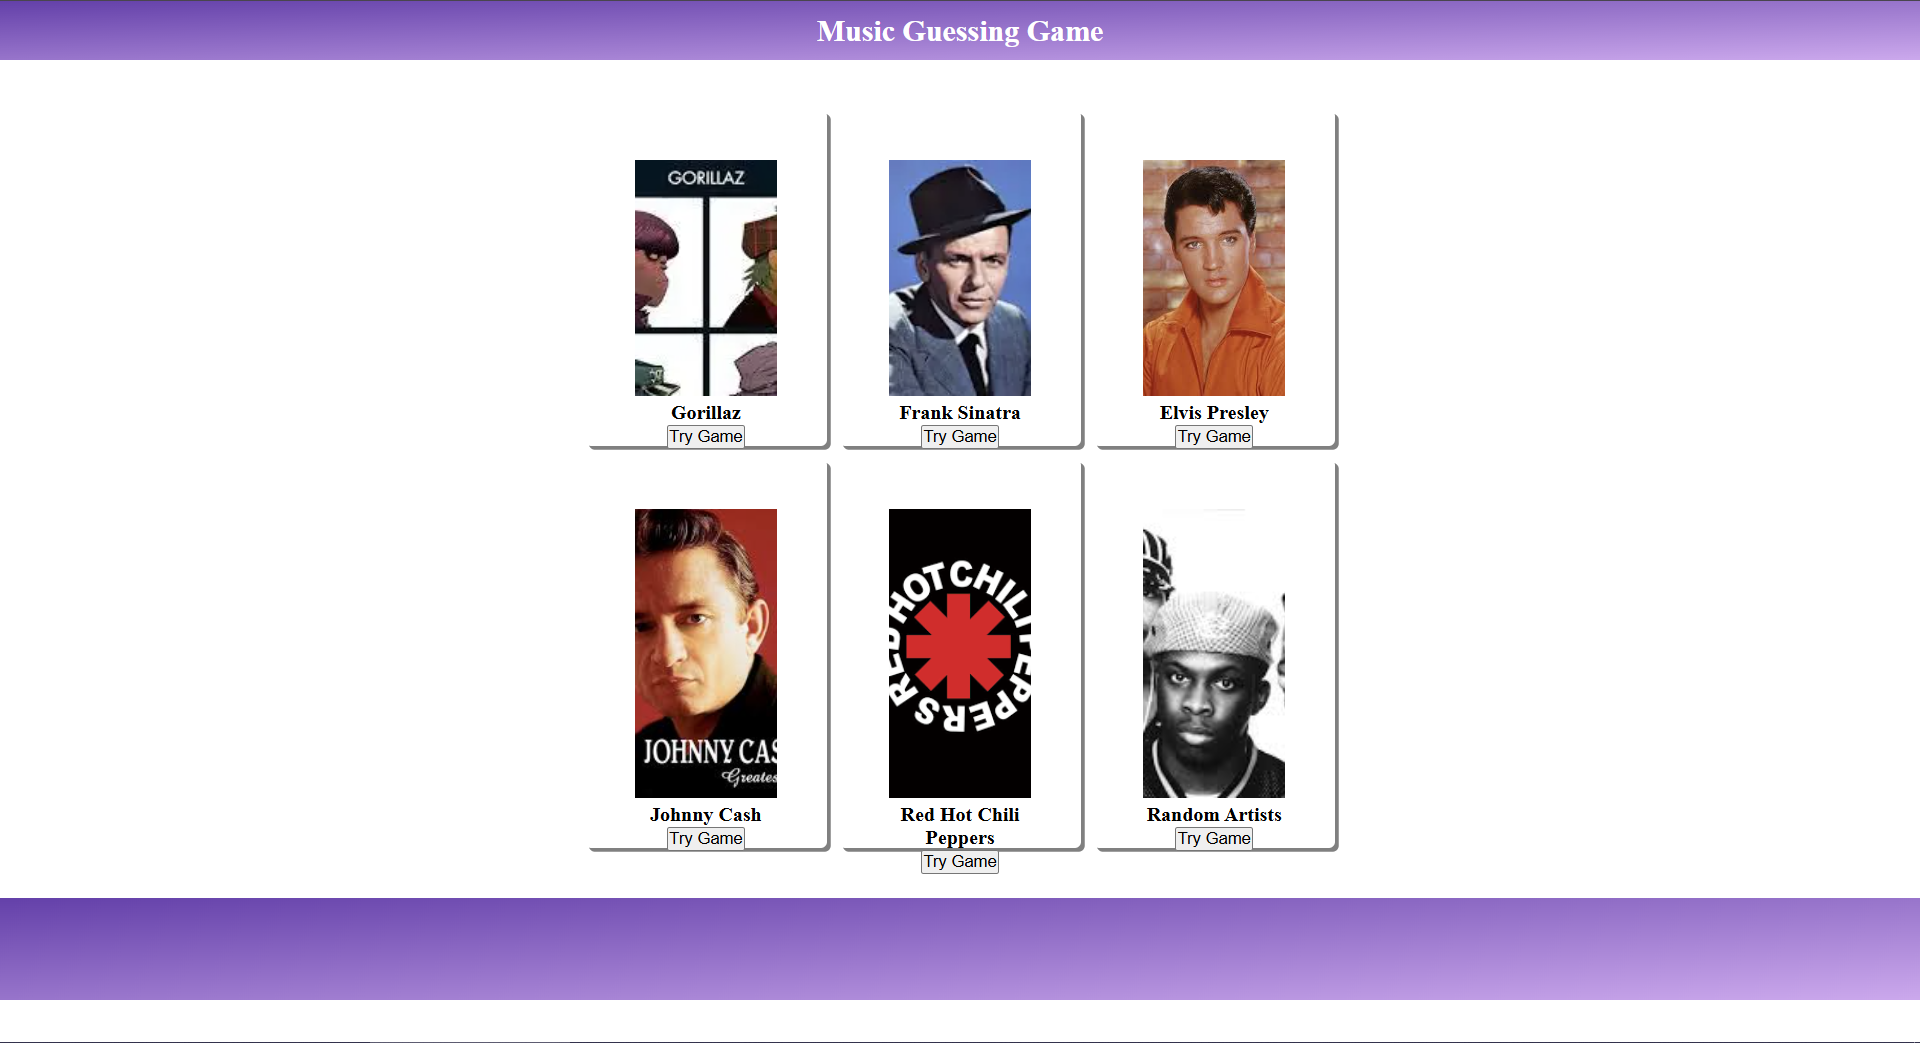 Music Guessing Game
GORILLAZ
Gorillaz
Try Game
Frank Sinatra
Try Game
Elvis Presley
Try Game
JOHNNY CAS
Greates
Johnny Cash
Try Game
RED HOT CHILI PEPPERS
Red Hot Chili
Peppers
Try Game
Random Artists
Try Game